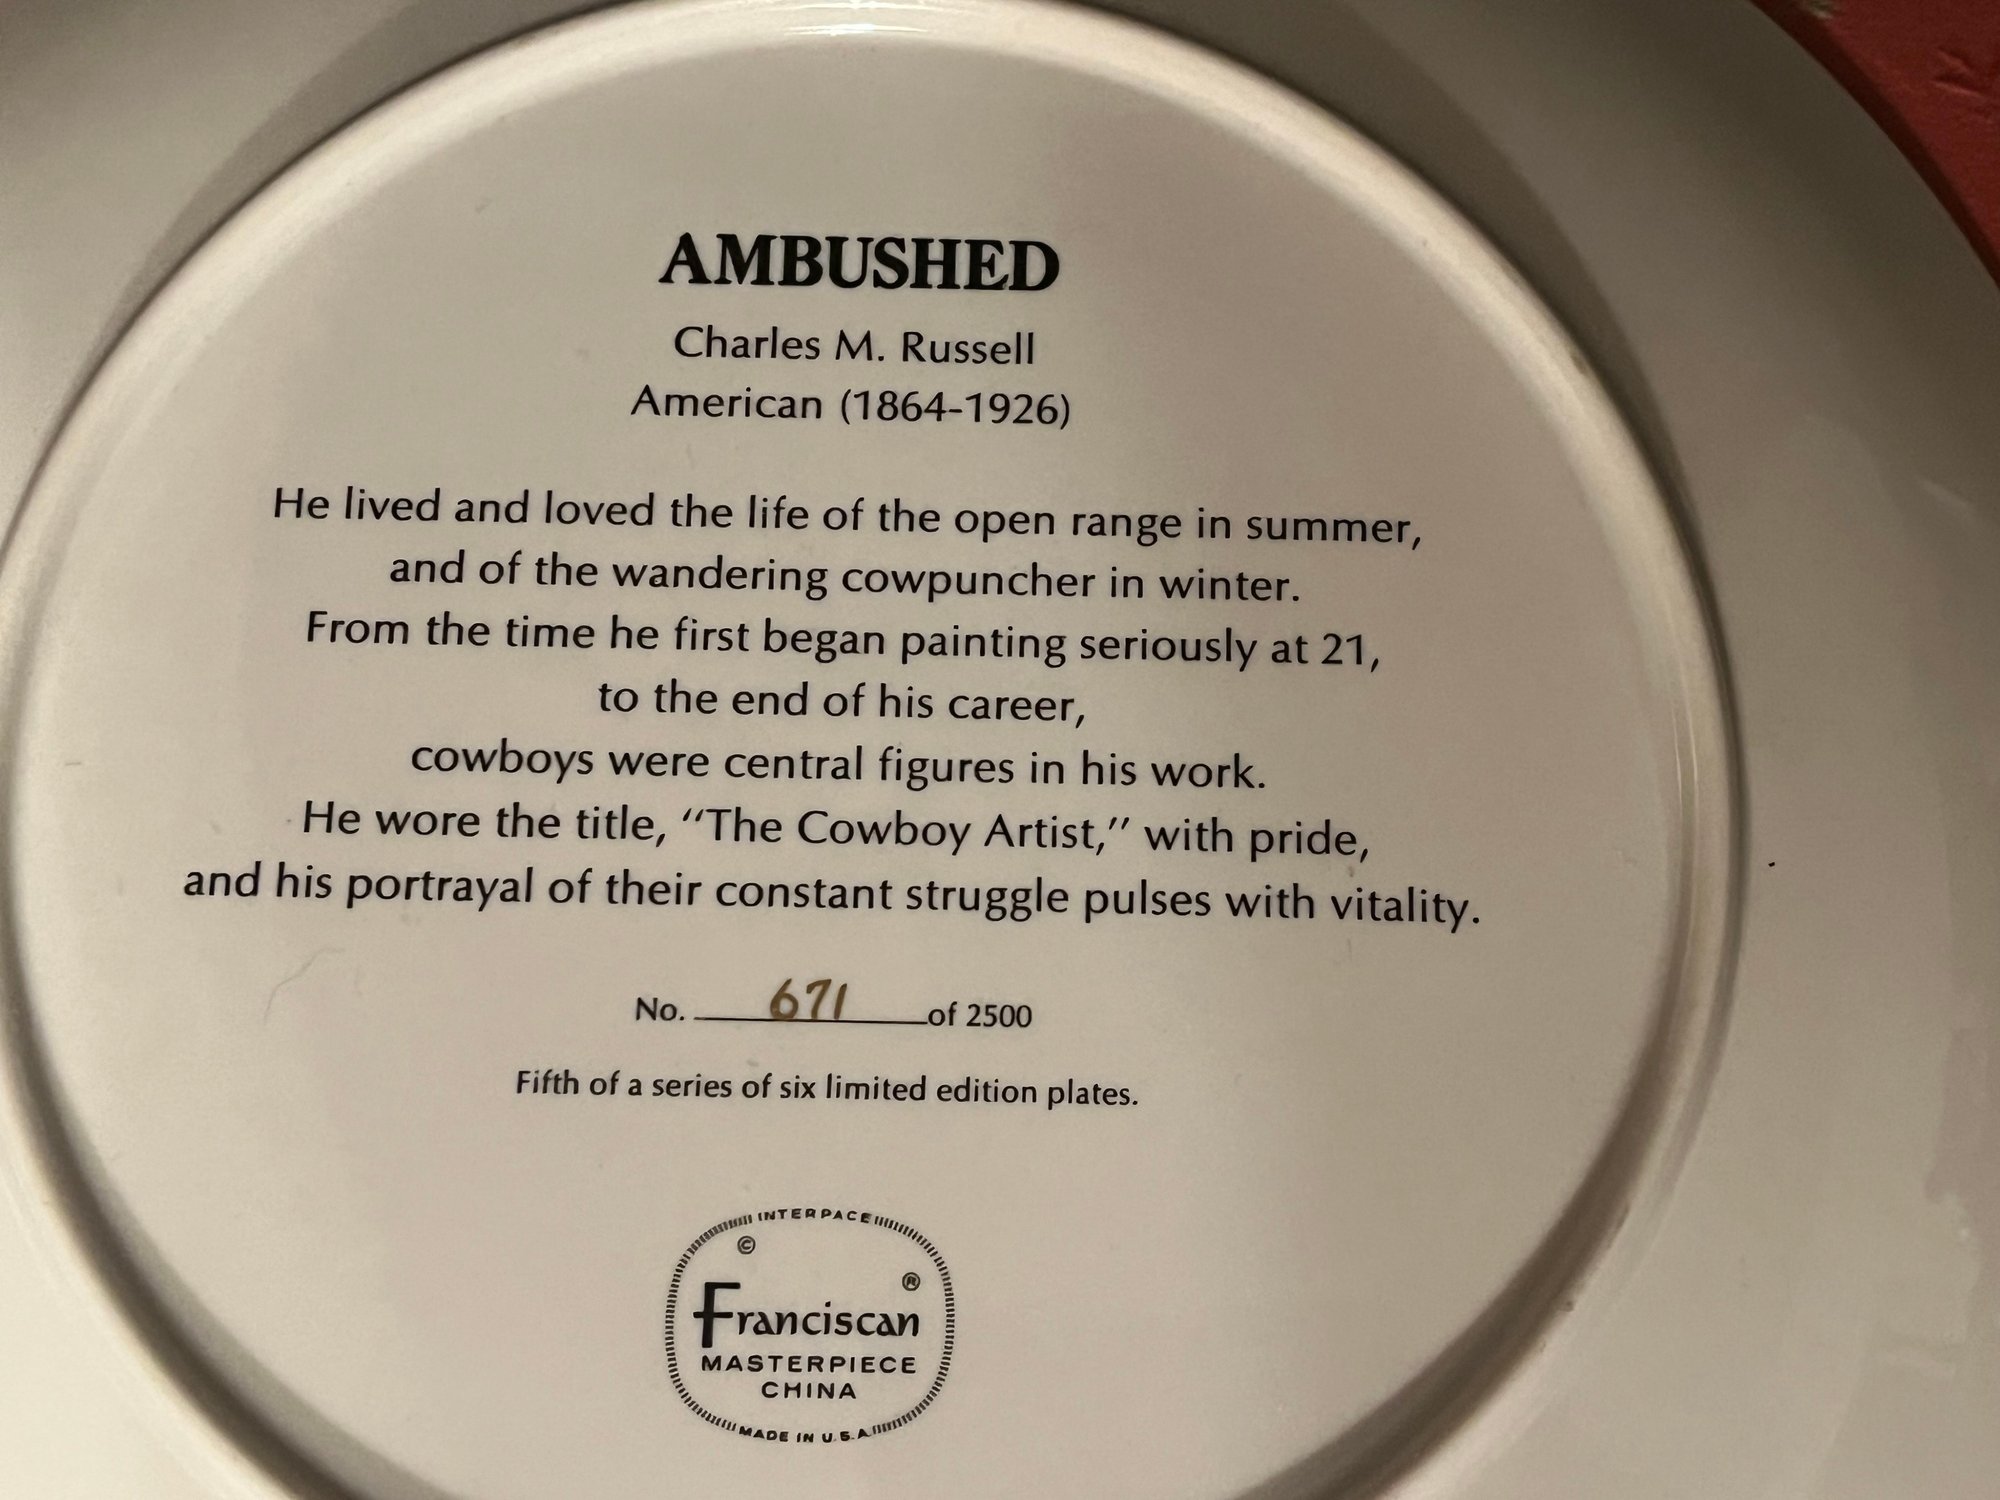 AMBUSHED
Charles M. Russell
American (1864-1926)
He lived and loved the life of the open range in summer,
and of the wandering cowpuncher in winter.
From the time he first began painting seriously at 21,
to the end of his career,
cowboys were central figures in his work.
He wore the title, "The Cowboy Artist," with pride,
and his portrayal of their constant struggle pulses with vitality.
No. 671 of 2500
Fifth of a series of six limited edition plates.
INTERPACE
©
®
Franciscan
MASTERPIECE
CHINA
MADE IN U.S.A.